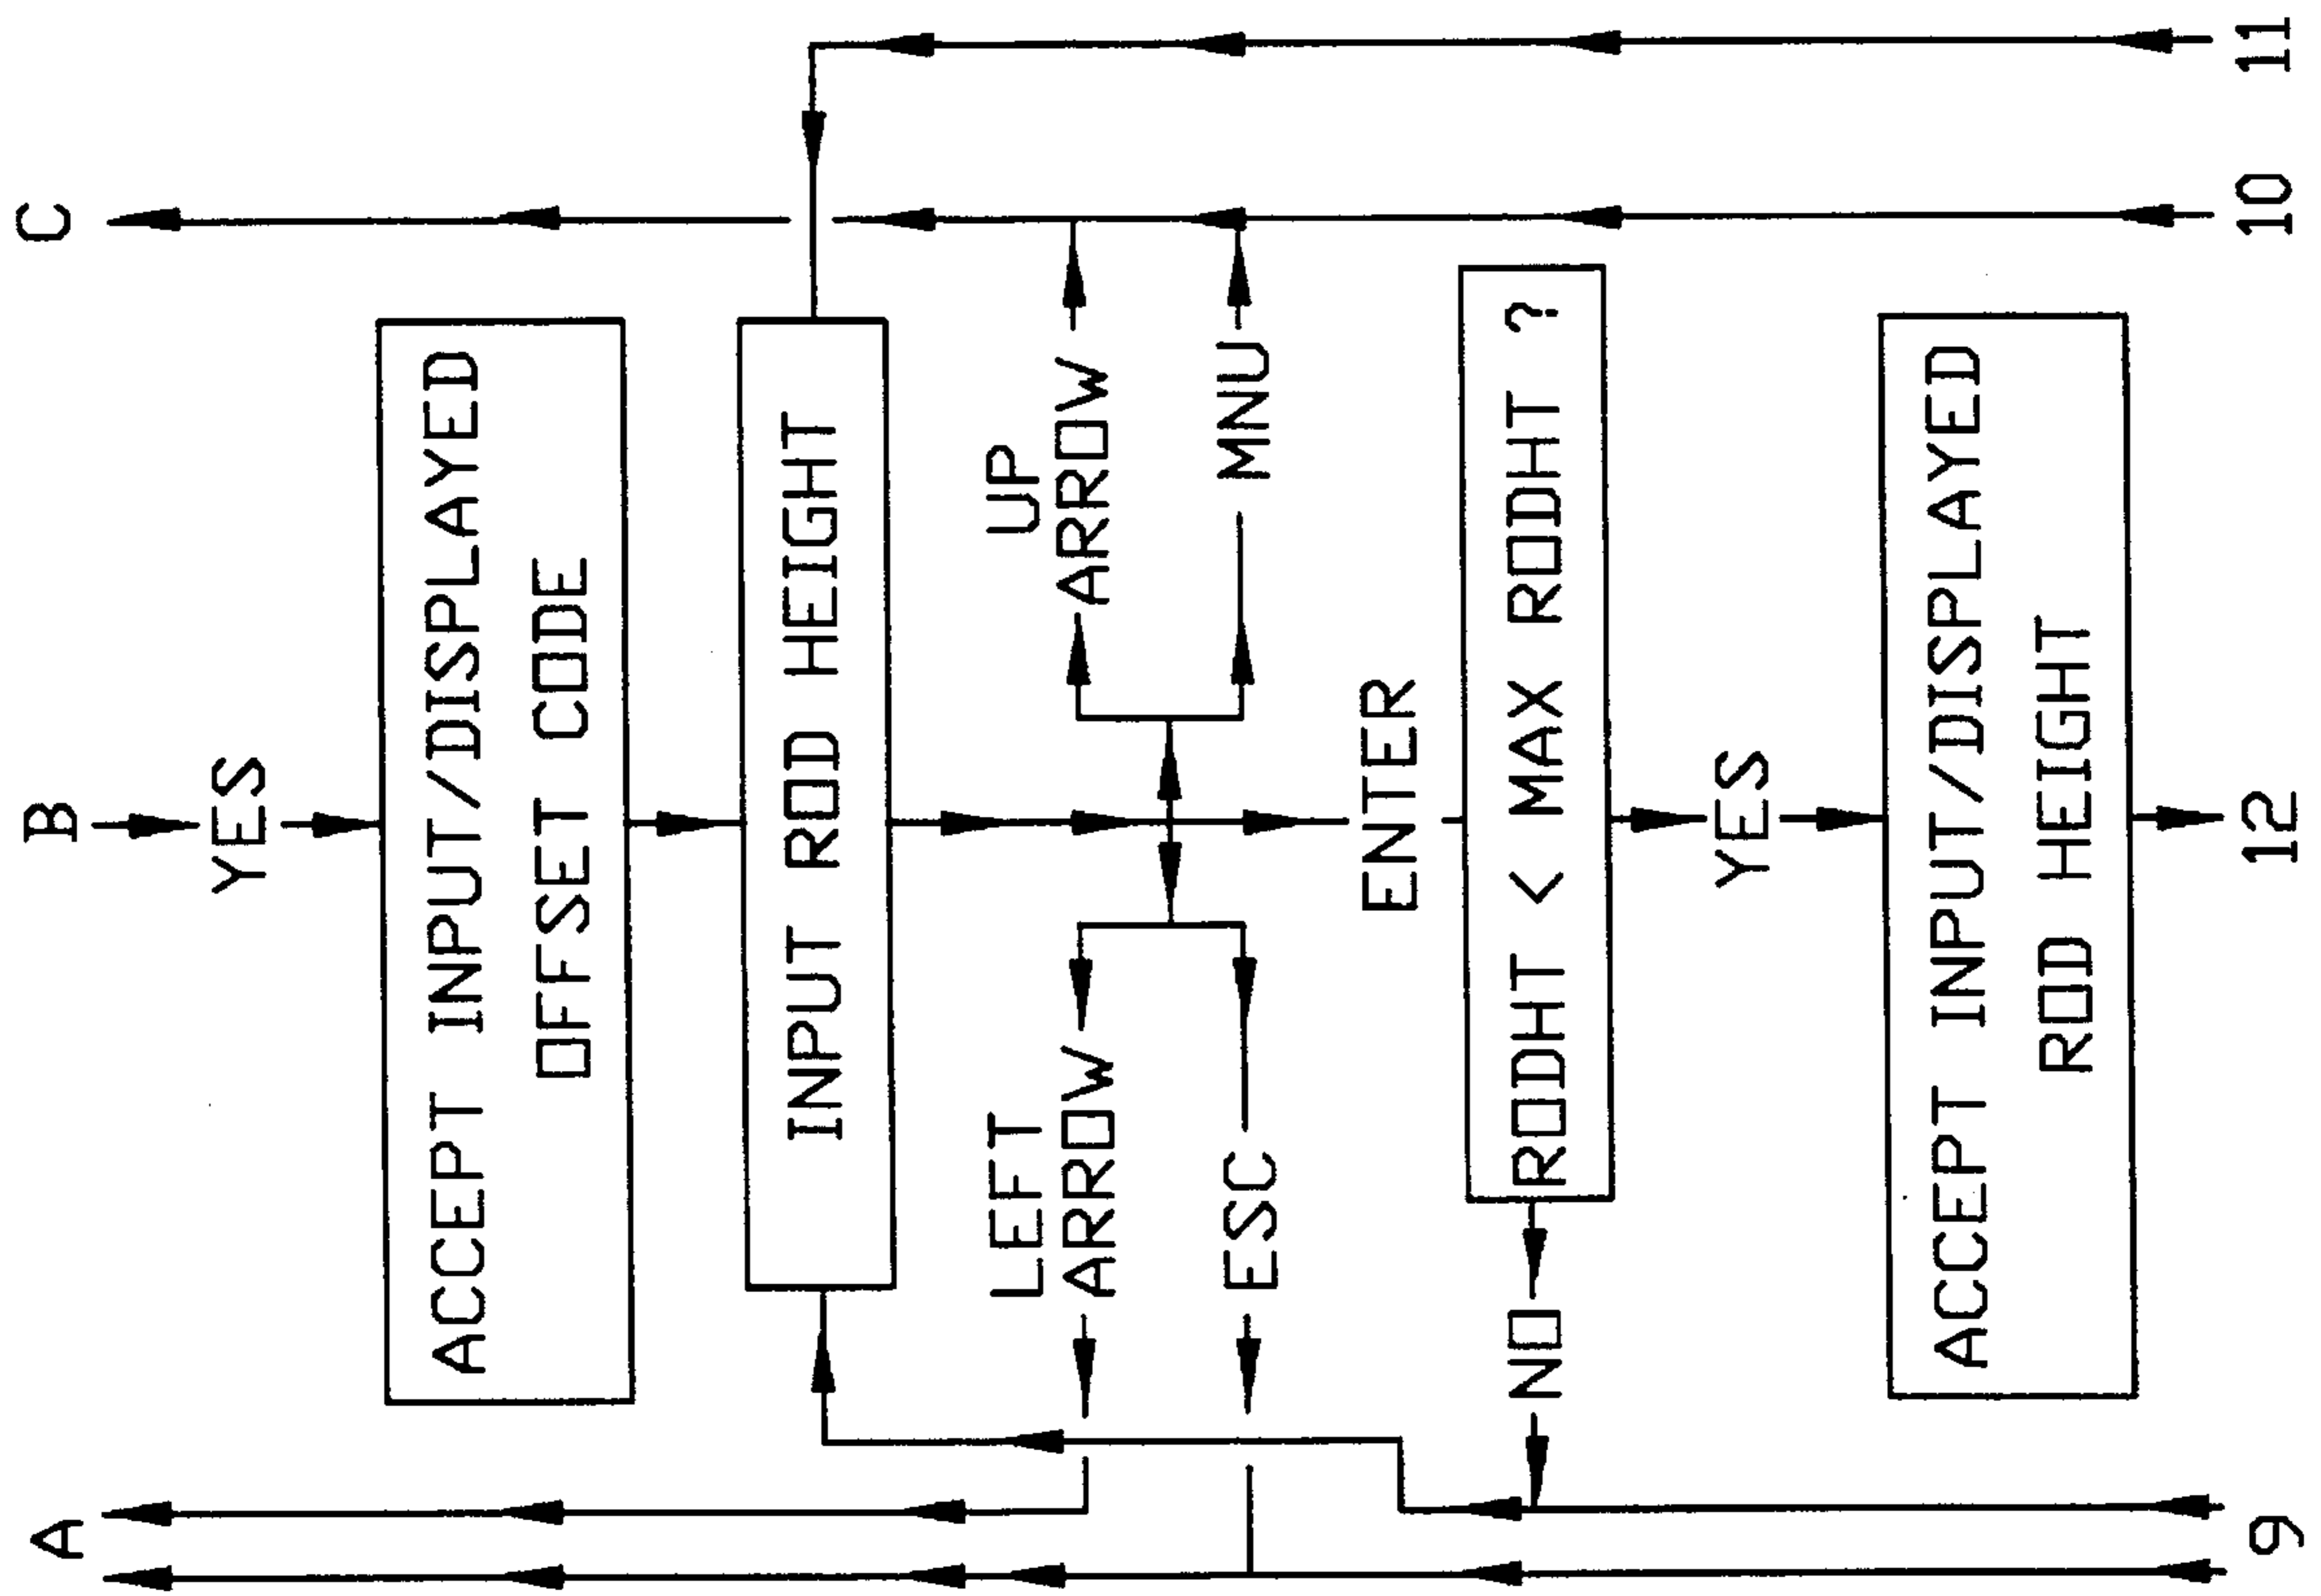 A
B
C
YES
ACCEPT INPUT/DISPLAYED
OFFSET CODE
INPUT ROD HEIGHT
LEFT
ARROW
UP
ARROW
ESC
MNU
ENTER
RODHT < MAX RODHT ?
NO
YES
ACCEPT INPUT/DISPLAYED
ROD HEIGHT
9
12
10
11